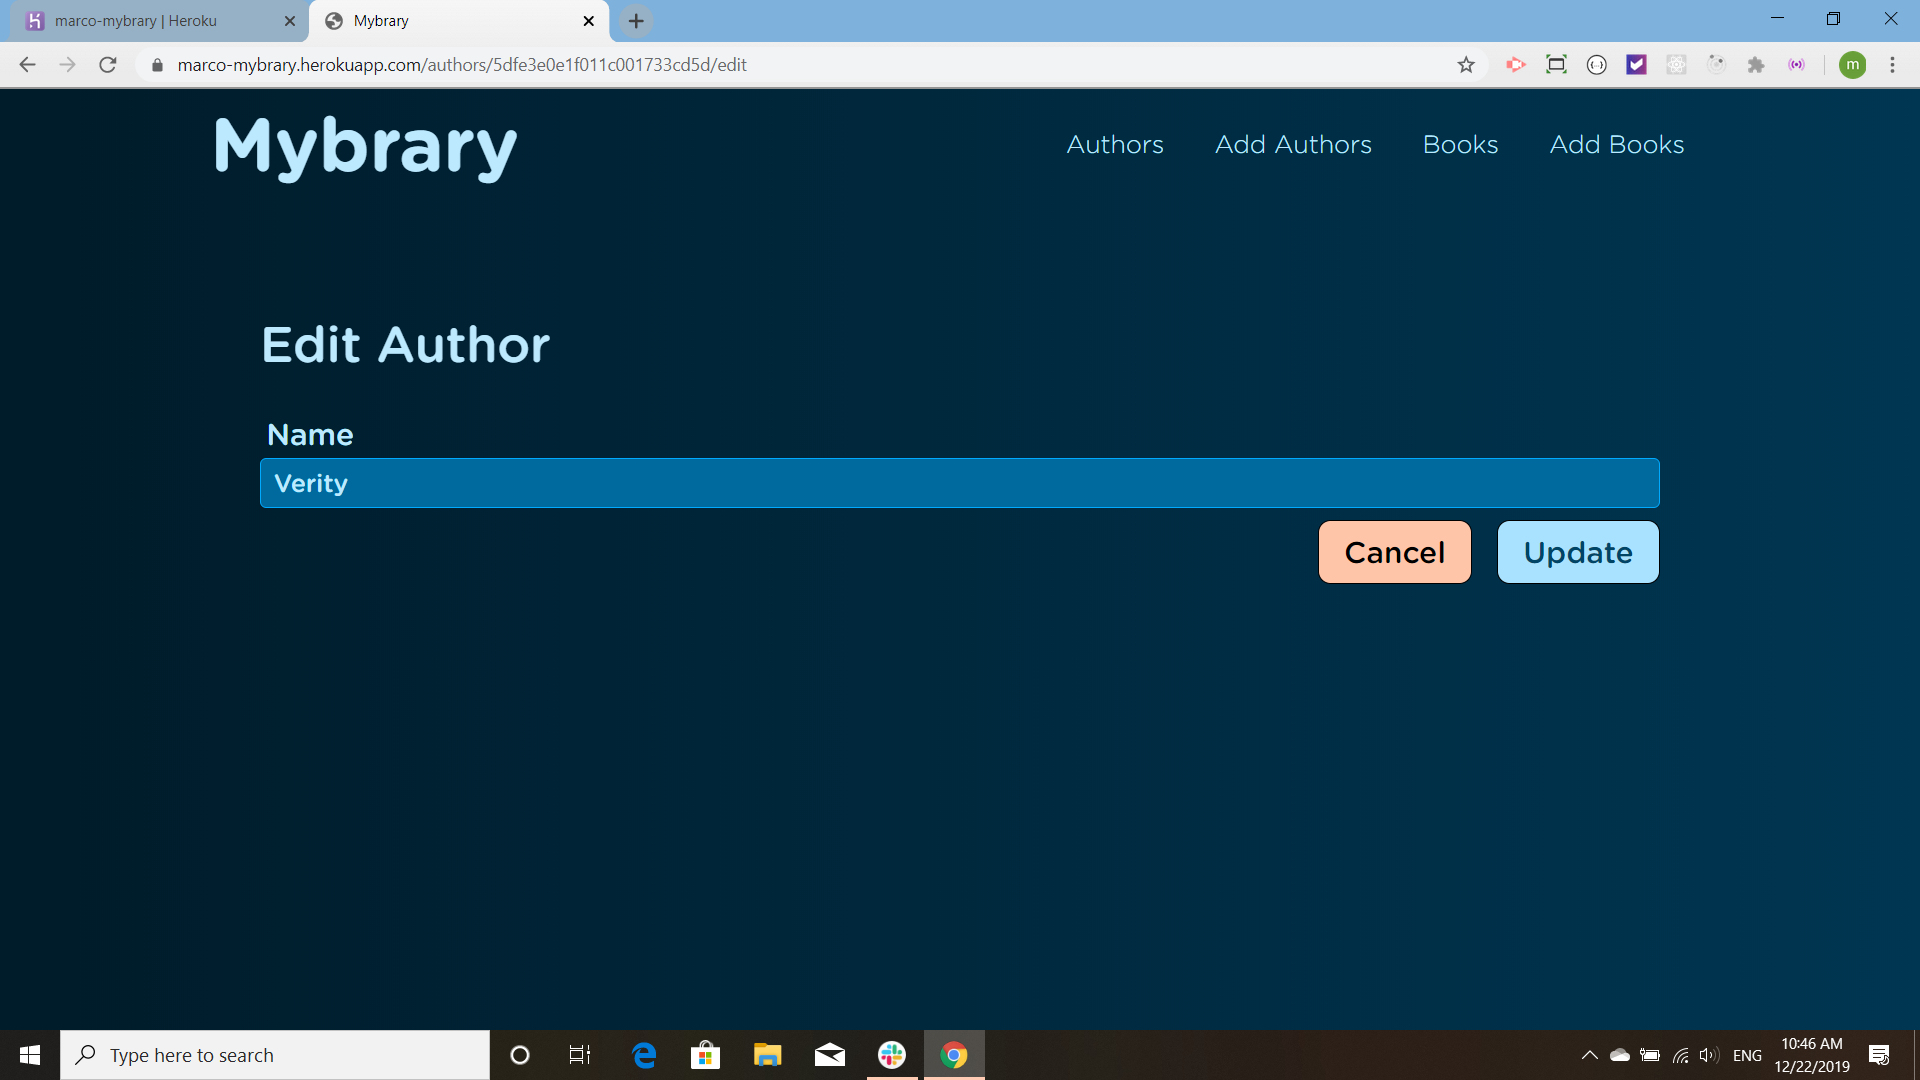 marco-mybrary | Heroku
Mybrary
marco-mybrary.herokuapp.com/authors/5dfe3e0e1f011c001733cd5d/edit
m
Mybrary
Authors
Add Authors
Books
Add Books
Edit Author
Name
Verity
Cancel
Update
Type here to search
ENG
10:46 AM
12/22/2019